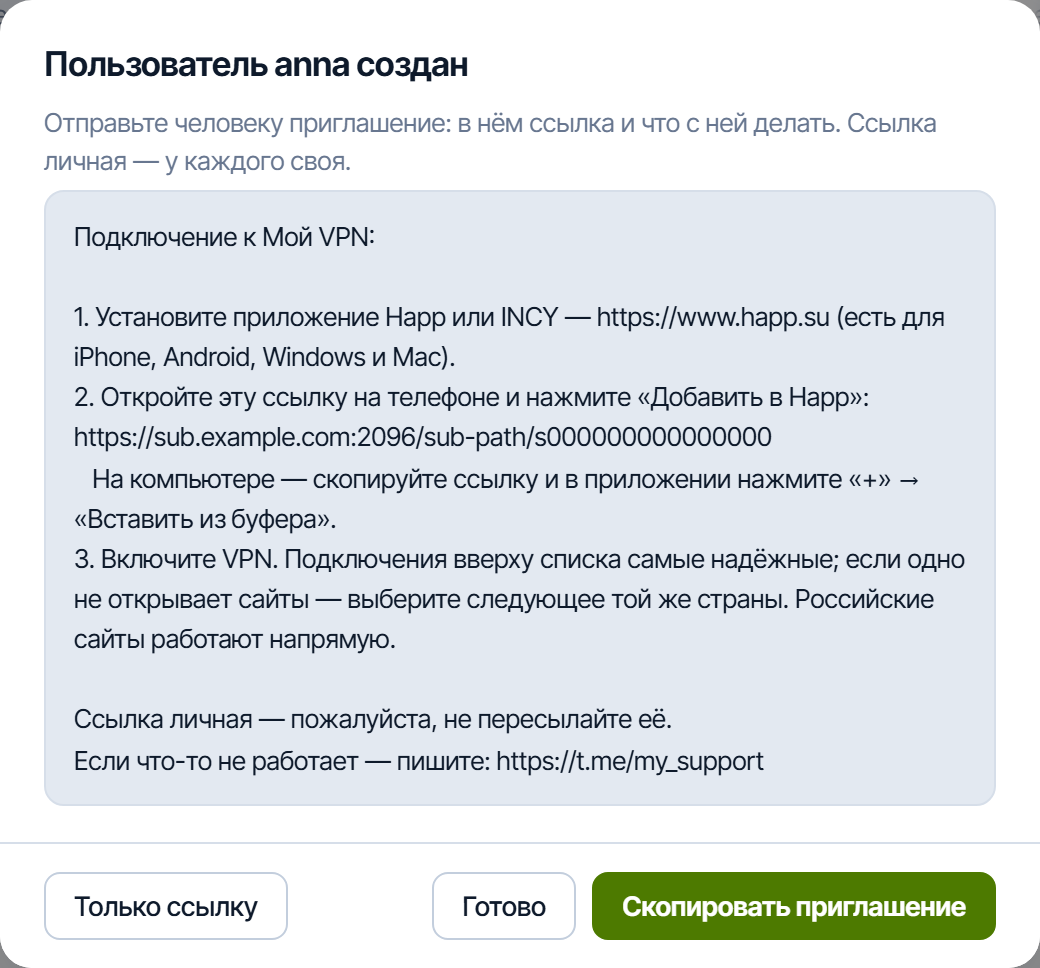 Пользователь anna создан
Отправьте человеку приглашение: в нём ссылка и что с ней делать. Ссылка
личная — у каждого своя.
Подключение к Мой VPN:
1. Установите приложение Happ или INCY — https://www.happ.su (есть для
iPhone, Android, Windows и Mac).
2. Откройте эту ссылку на телефоне и нажмите «Добавить в Happ»:
https://sub.example.com:2096/sub-path/s000000000000000
На компьютере — скопируйте ссылку и в приложении нажмите «+» →
«Вставить из буфера».
3. Включите VPN. Подключения вверху списка самые надёжные; если одно
не открывает сайты — выберите следующее той же страны. Российские
сайты работают напрямую.
Ссылка личная — пожалуйста, не пересылайте её.
Если что-то не работает — пишите: https://t.me/my_support
Только ссылку
Готово
Скопировать приглашение